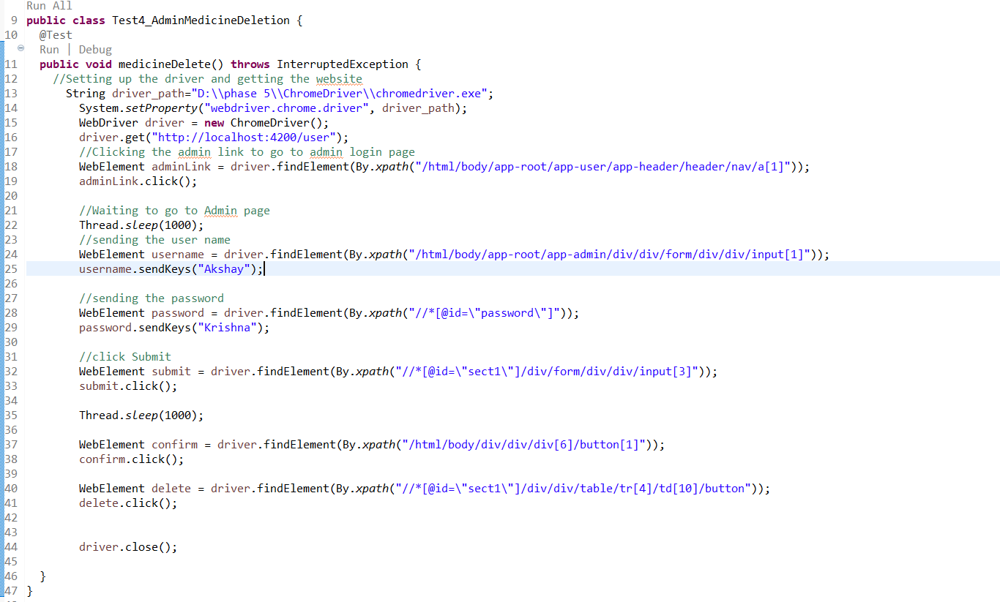 Run All
9 public class Test4_AdminMedicineDeletion {
10 @Test
Run | Debug
11 public void medicineDelete() throws InterruptedException {
12 //Setting up the driver and getting the website
13 String driver_path="D:\\phase 5\\ChromeDriver\\chromedriver.exe";
14 System.setProperty("webdriver.chrome.driver", driver_path);
15 WebDriver driver = new ChromeDriver();
16 driver.get("http://localhost:4200/user");
17 //Clicking the admin link to go to admin login page
18 WebElement adminLink = driver.findElement(By.xpath("/html/body/app-root/app-user/app-header/header/nav/a[1]"));
19 adminLink.click();
20
21 //Waiting to go to Admin page
22 Thread.sleep(1000);
23 //sending the user name
24 WebElement username = driver.findElement(By.xpath("/html/body/app-root/app-admin/div/div/form/div/div/input[1]"));
25 username.sendKeys("Akshay");
26
27 //sending the password
28 WebElement password = driver.findElement(By.xpath("//*[@id=\"password\"]"));
29 password.sendKeys("Krishna");
30
31 //click Submit
32 WebElement submit = driver.findElement(By.xpath("//*[@id=\"sect1\"]/div/form/div/div/input[3]"));
33 submit.click();
34
35 Thread.sleep(1000);
36
37 WebElement confirm = driver.findElement(By.xpath("/html/body/div/div/div[6]/button[1]"));
38 confirm.click();
39
40 WebElement delete = driver.findElement(By.xpath("//*[@id=\"sect1\"]/div/div/table/tr[4]/td[10]/button"));
41 delete.click();
42
43
44 driver.close();
45
46 }
47 }